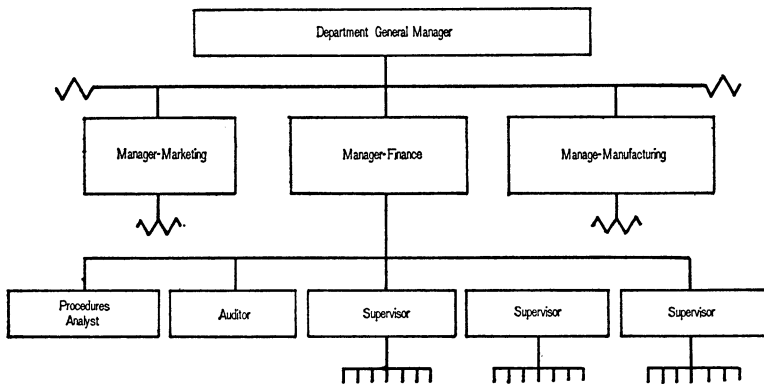 Department General Manager
Manager-Marketing
Manager-Finance
Manage-Manufacturing
Procedures
Analyst
Auditor
Supervisor
Supervisor
Supervisor